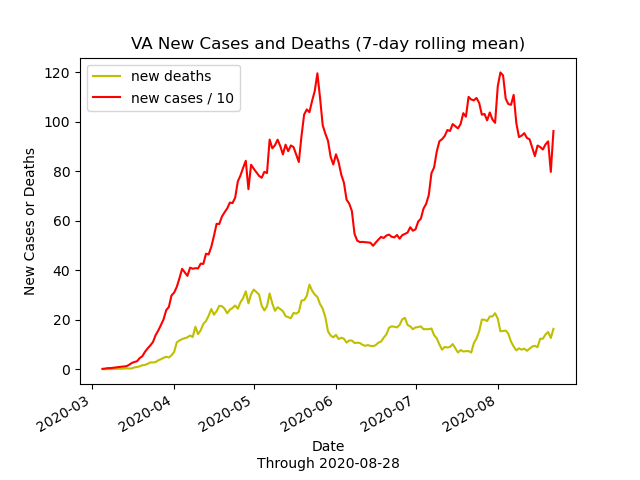 VA New Cases and Deaths (7-day rolling mean)
new deaths
new cases / 10
New Cases or Deaths
120
100
80
60
40
20
0
2020-03
2020-04
2020-05
2020-06
2020-07
2020-08
Date
Through 2020-08-28